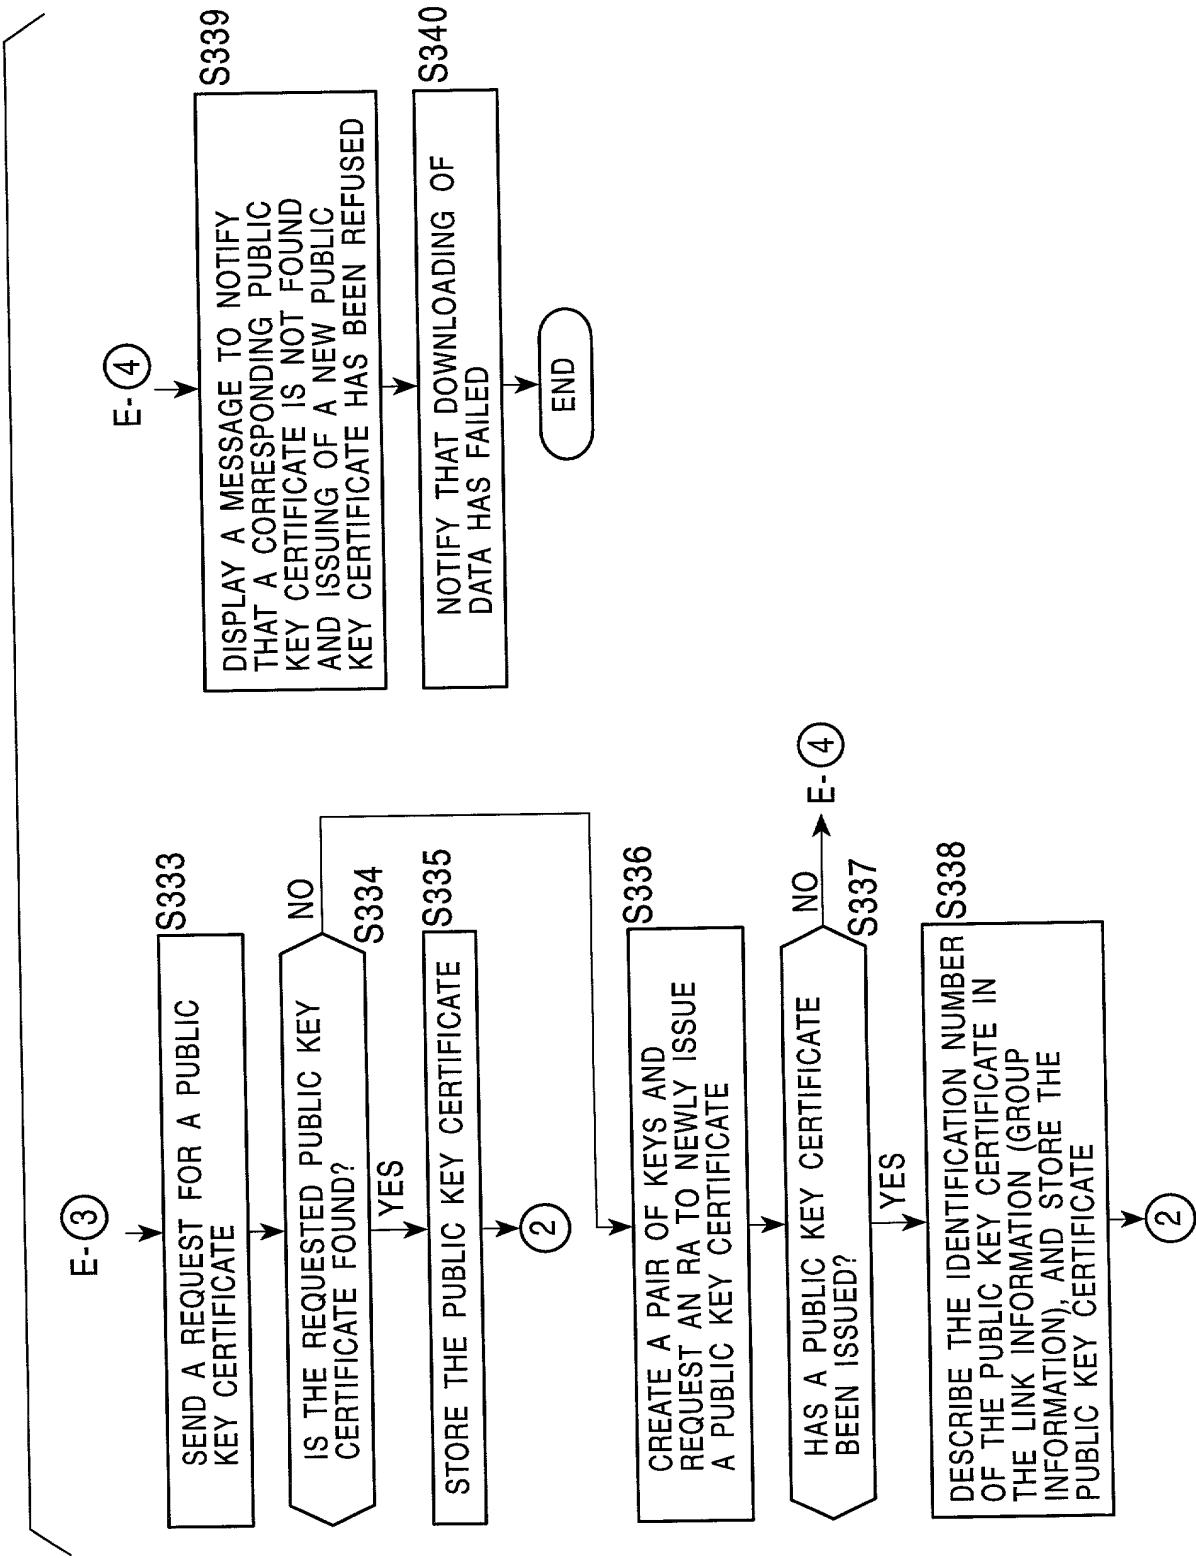 E-3
S333
SEND A REQUEST FOR A PUBLIC
KEY CERTIFICATE
NO
IS THE REQUESTED PUBLIC KEY
CERTIFICATE FOUND?
S334
YES
S335
STORE THE PUBLIC KEY CERTIFICATE
2
S336
CREATE A PAIR OF KEYS AND
REQUEST AN RA TO NEWLY ISSUE
A PUBLIC KEY CERTIFICATE
NO
E-4
HAS A PUBLIC KEY CERTIFICATE
BEEN ISSUED?
S337
YES
S338
DESCRIBE THE IDENTIFICATION NUMBER
OF THE PUBLIC KEY CERTIFICATE IN
THE LINK INFORMATION (GROUP
INFORMATION), AND STORE THE
PUBLIC KEY CERTIFICATE
2
E-4
S339
DISPLAY A MESSAGE TO NOTIFY
THAT A CORRESPONDING PUBLIC
KEY CERTIFICATE IS NOT FOUND
AND ISSUING OF A NEW PUBLIC
KEY CERTIFICATE HAS BEEN REFUSED
S340
NOTIFY THAT DOWNLOADING OF
DATA HAS FAILED
END